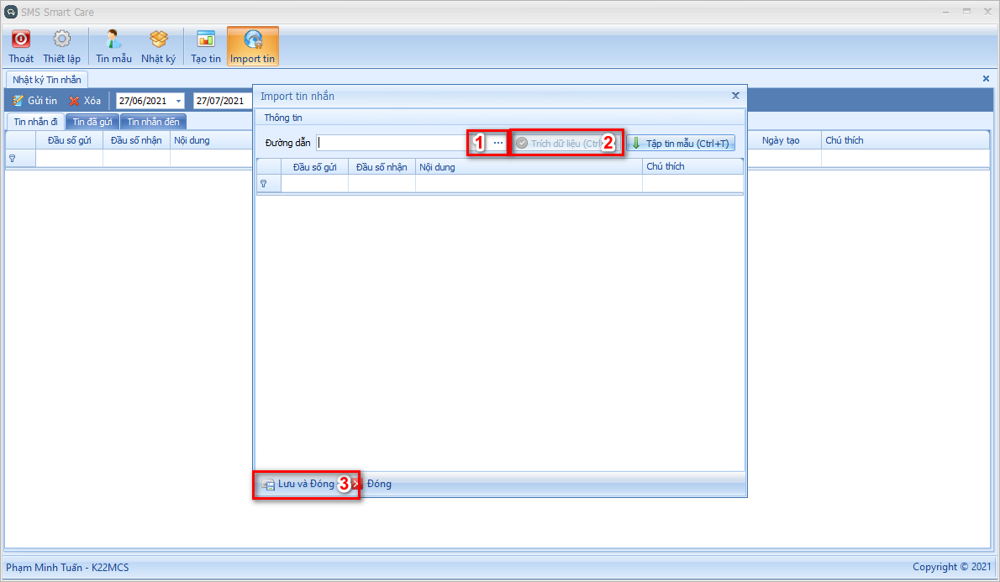 SMS Smart Care
Thoát Thiết lập Tin mẫu Nhật ký Tạo tin Import tin
Nhật ký Tin nhắn
Gửi tin Xóa 27/06/2021 27/07/2021
Tin nhắn đi Tin đã gửi Tin nhắn đến
Đầu số gửi Đầu số nhận Nội dung Ngày tạo Chú thích
Import tin nhắn
Thông tin
Đường dẫn 1 ... Trích dữ liệu (Ctrl 2 Tập tin mẫu (Ctrl+T)
Đầu số gửi Đầu số nhận Nội dung Chú thích
Lưu và Đóng 3 Đóng
Phạm Minh Tuấn - K22MCS Copyright © 2021